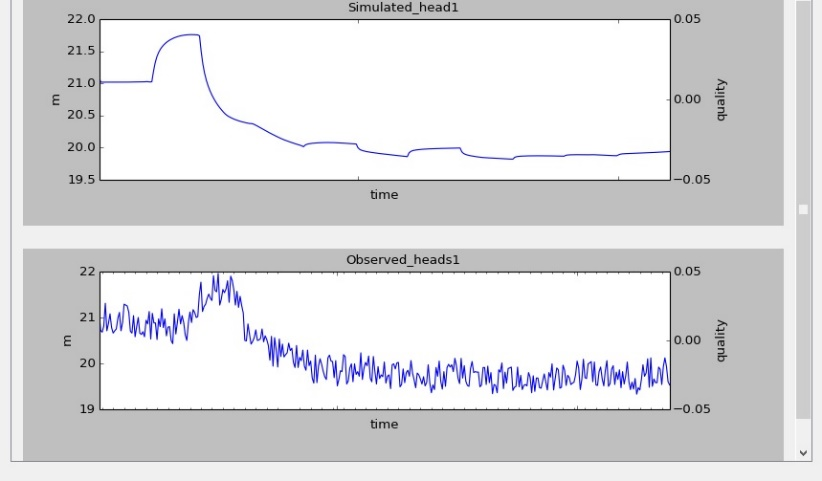 Simulated_head1
22.0
21.5
21.0
20.5
20.0
19.5
m
0.05
0.00
−0.05
quality
time
Observed_heads1
22
21
20
19
m
0.05
0.00
−0.05
quality
time